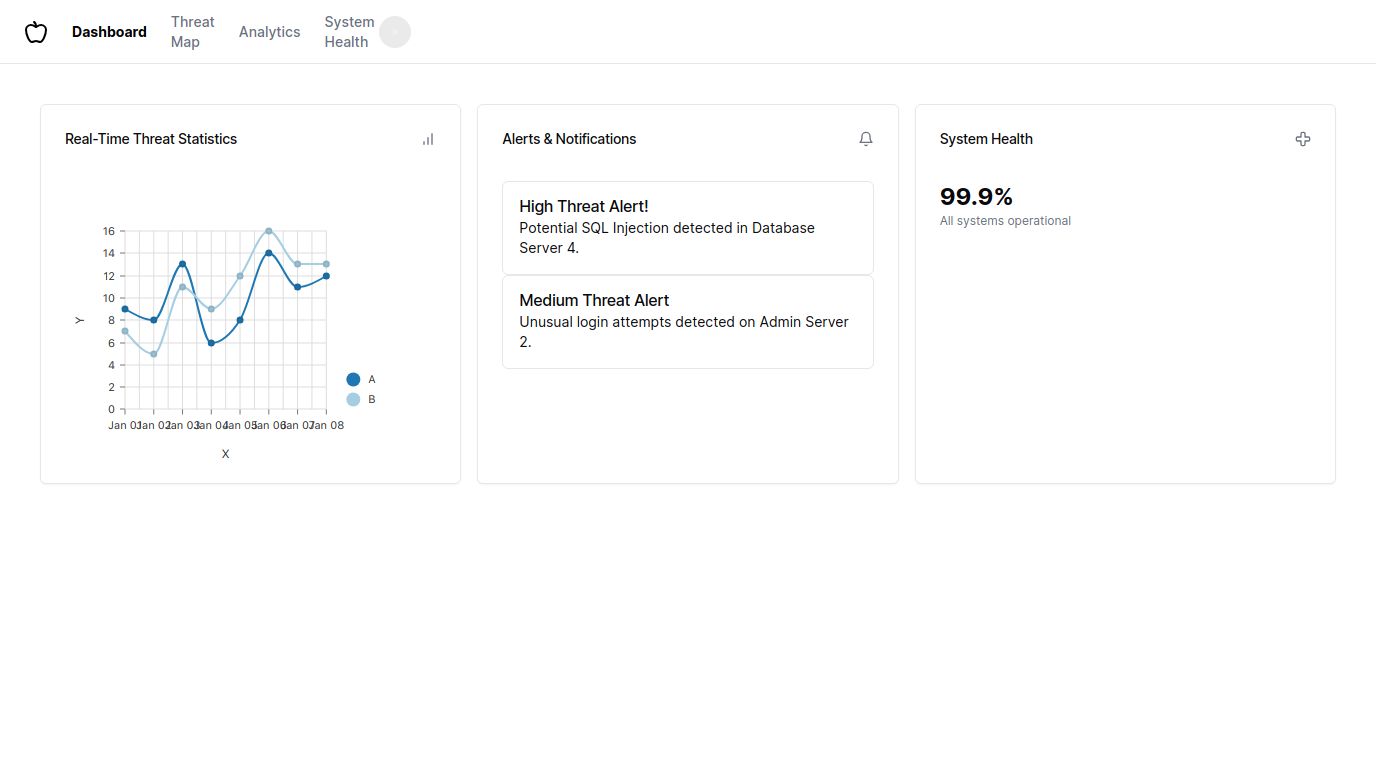 Dashboard
Threat
Map
Analytics
System
Health
Real-Time Threat Statistics
16
14
12
10
8
6
4
2
0
Y
Jan 01 Jan 02 Jan 03 Jan 04 Jan 05 Jan 06 Jan 07 Jan 08
X
A
B
Alerts & Notifications
High Threat Alert!
Potential SQL Injection detected in Database
Server 4.
Medium Threat Alert
Unusual login attempts detected on Admin Server
2.
System Health
99.9%
All systems operational